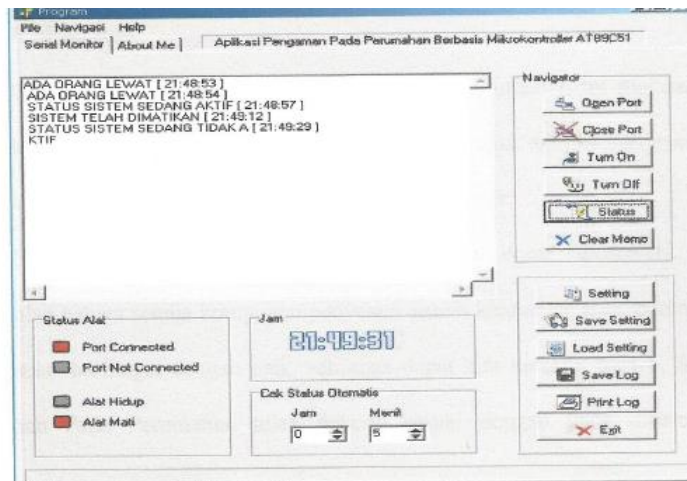 Program
File Navigasi Help
Serial Monitor About Me Aplikasi Pengaman Pada Perumahan Berbasis Mikrokontroller AT89C51
ADA ORANG LEWAT [ 21:48:53 ]
ADA ORANG LEWAT [ 21:48:54 ]
STATUS SISTEM SEDANG AKTIF [ 21:48:57 ]
SISTEM TELAH DIMATIKAN [ 21:49:12 ]
STATUS SISTEM SEDANG TIDAK A [ 21:49:29 ]
KTIF
Navigator
Open Port
Close Port
Turn On
Turn Off
Status
Clear Memo
Setting
Save Setting
Load Setting
Save Log
Print Log
Exit
Status Alat
Port Connected
Port Not Connected
Alat Hidup
Alat Mati
Jam
21:49:31
Cek Status Otomatis
Jam Menit
0 5